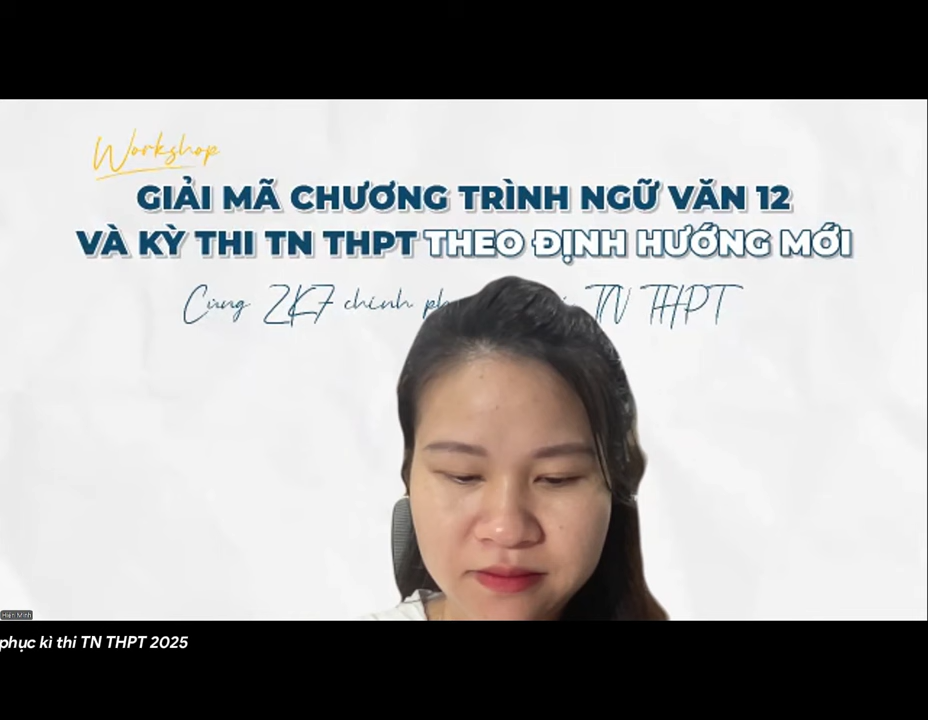 Workshop
GIẢI MÃ CHƯƠNG TRÌNH NGỮ VĂN 12
VÀ KỲ THI TN THPT THEO ĐỊNH HƯỚNG MỚI
Cùng 2K7 chinh TN THPT
phục kì thi TN THPT 2025